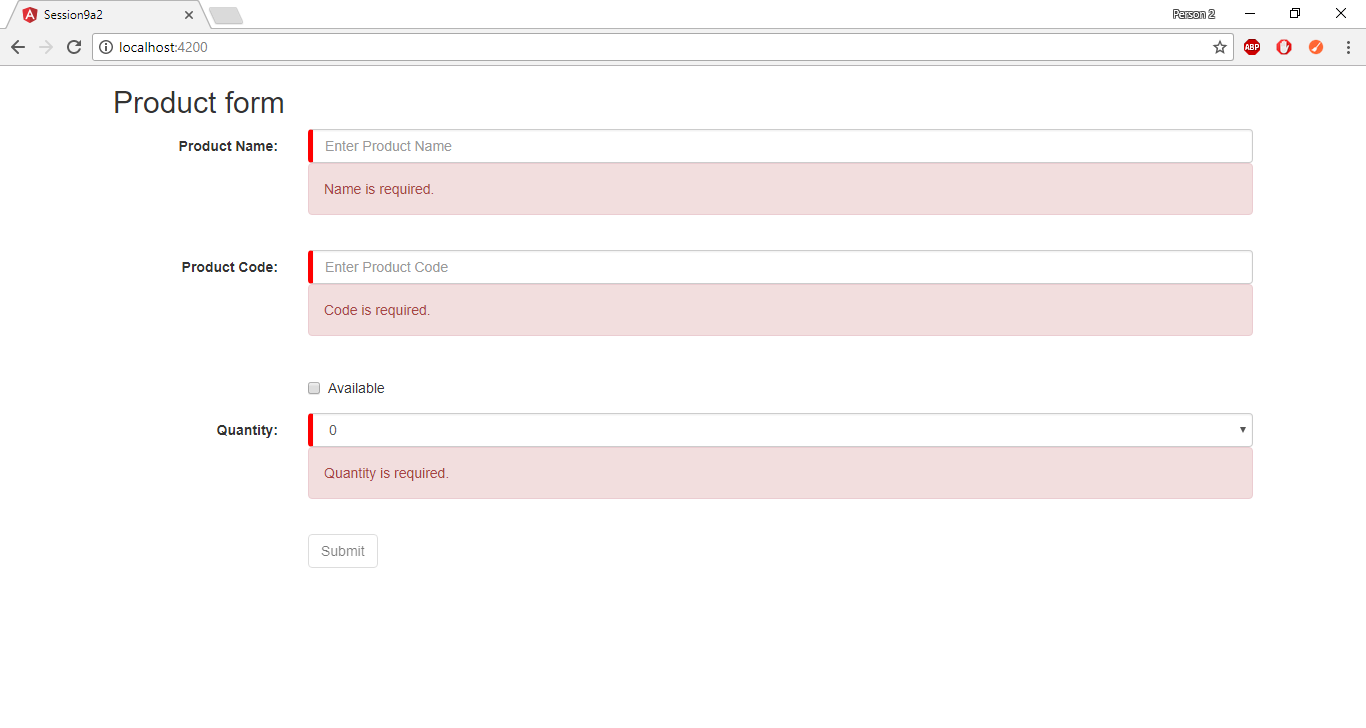 Session9a2
Person 2
localhost:4200
ABP
Product form
Product Name:
Enter Product Name
Name is required.
Product Code:
Enter Product Code
Code is required.
Available
Quantity:
0
Quantity is required.
Submit